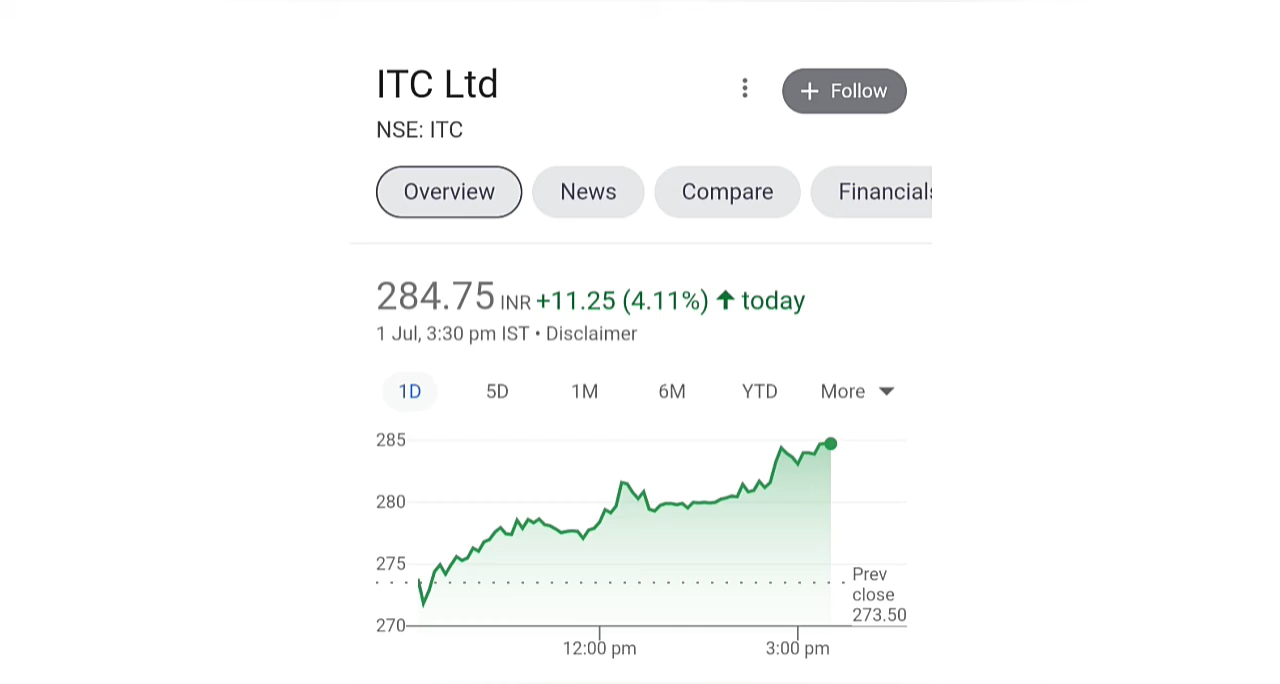 ITC Ltd
+ Follow
NSE: ITC
Overview News Compare Financials
284.75 INR +11.25 (4.11%) ↑ today
1 Jul, 3:30 pm IST • Disclaimer
1D 5D 1M 6M YTD More
285
280
275
270
Prev
close
273.50
12:00 pm 3:00 pm